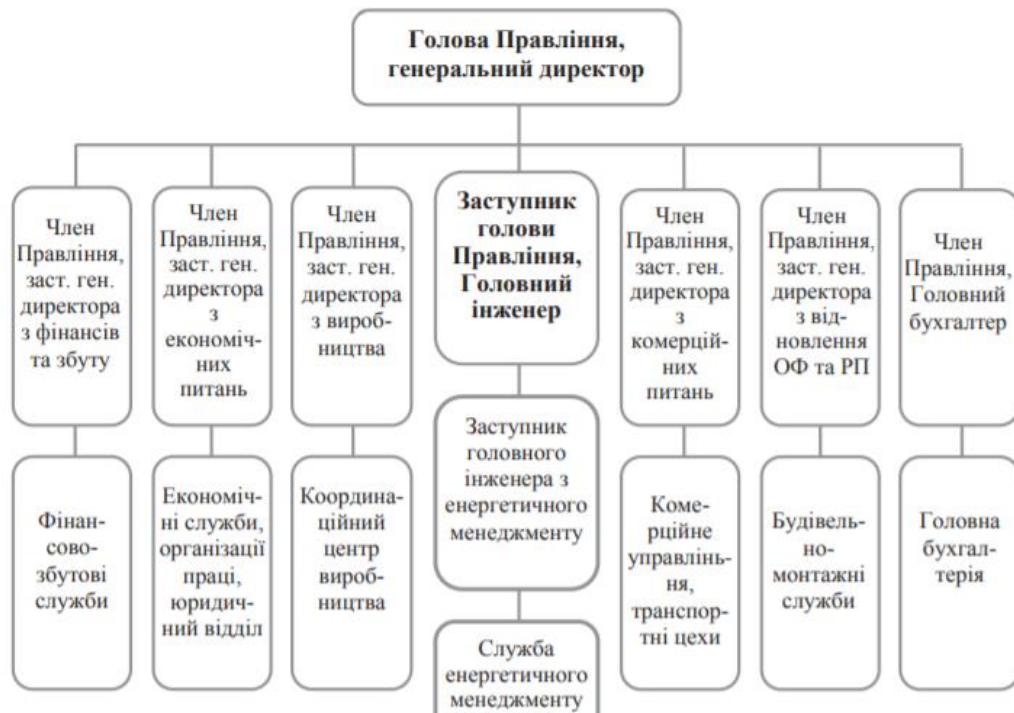 Голова Правління,
генеральний директор
Член
Правління,
заст. ген.
директора
з фінансів
та збуту
Член
Правління,
заст. ген.
директора
з
економіч-
них
питань
Член
Правління,
заст. ген.
директора
з вироб-
ництва
Заступник
голови
Правління,
Головний
інженер
Член
Правління,
заст. ген.
директора
з
комерцій-
них
питань
Член
Правління,
заст. ген.
директора
з від-
новлення
ОФ та РП
Член
Правління,
Головний
бухгалтер
Фінан-
сово-
збутові
служби
Економіч-
ні служби,
організації
праці,
юридич-
ний відділ
Координа-
ційний
центр
вироб-
ництва
Заступник
головного
інженера з
енергетичного
менеджменту
Служба
енергетичного
менеджменту
Коме-
рційне
управлінь-
ня,
транспор-
тні цехи
Будівель-
но-
монтажні
служби
Головна
бухгал-
терія